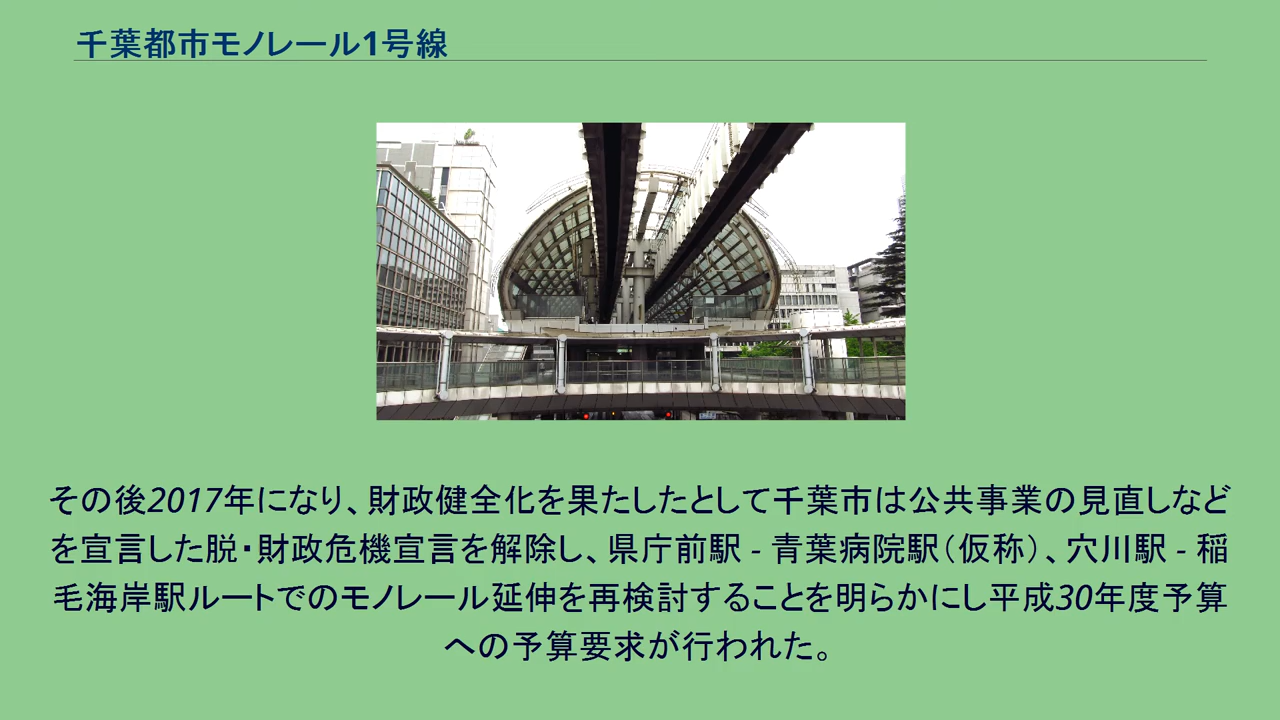 千葉都市モノレール1号線
その後2017年になり、財政健全化を果たしたとして千葉市は公共事業の見直しなど
を宣言した脱・財政危機宣言を解除し、県庁前駅 - 青葉病院駅（仮称）、穴川駅 - 稲
毛海岸駅ルートでのモノレール延伸を再検討することを明らかにし平成30年度予算
への予算要求が行われた。